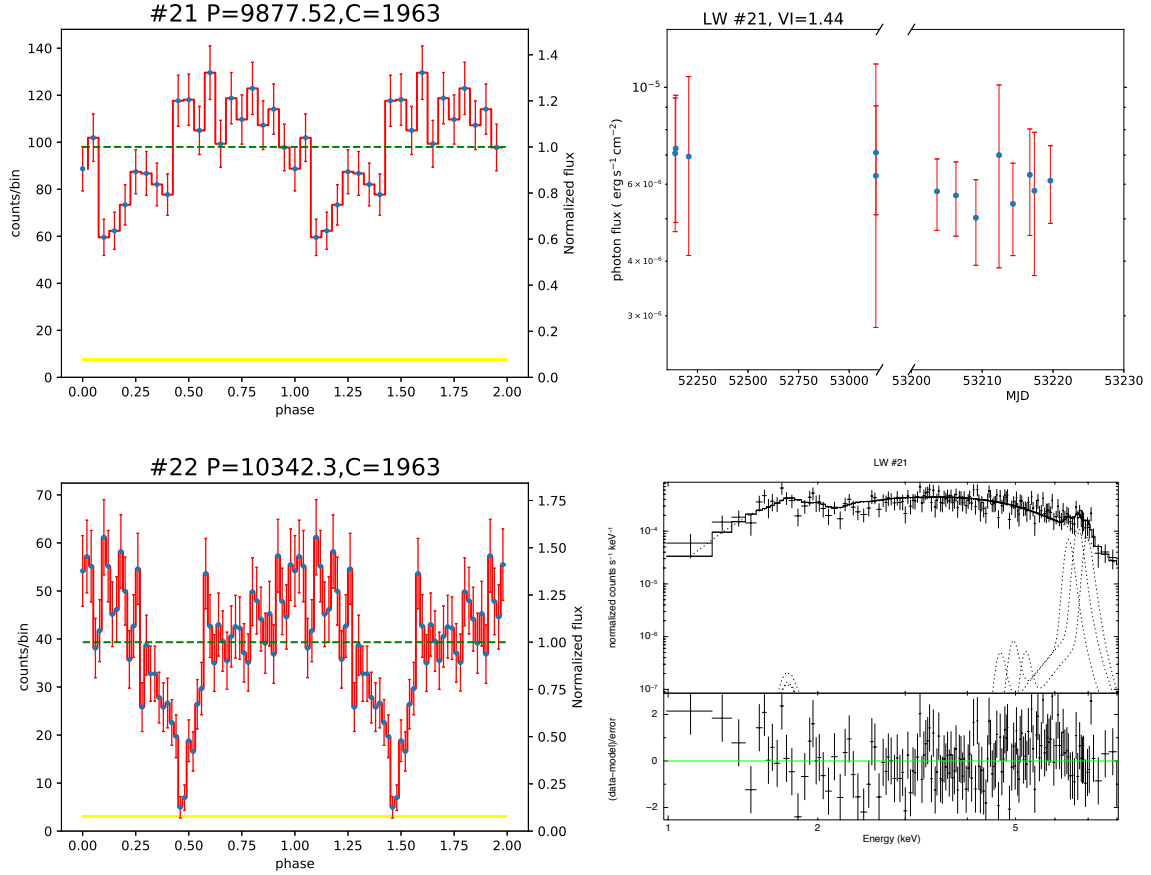 #21 P=9877.52,C=1963
140
120
100
80
60
40
20
0
counts/bin
1.4
1.2
1.0
0.8
0.6
0.4
0.2
0.0
Normalized flux
0.00 0.25 0.50 0.75 1.00 1.25 1.50 1.75 2.00
phase
LW #21, VI=1.44
10⁻⁵
6 × 10⁻⁶
4 × 10⁻⁶
3 × 10⁻⁶
photon flux ( erg s⁻¹ cm⁻²)
52250 52500 52750 53000 53200 53210 53220 53230
MJD
#22 P=10342.3,C=1963
70
60
50
40
30
20
10
0
counts/bin
1.75
1.50
1.25
1.00
0.75
0.50
0.25
0.00
Normalized flux
0.00 0.25 0.50 0.75 1.00 1.25 1.50 1.75 2.00
phase
LW #21
10⁻⁴
10⁻⁵
10⁻⁶
10⁻⁷
normalized counts s⁻¹ keV⁻¹
2
0
−2
(data−model)/error
1 2 5
Energy (keV)